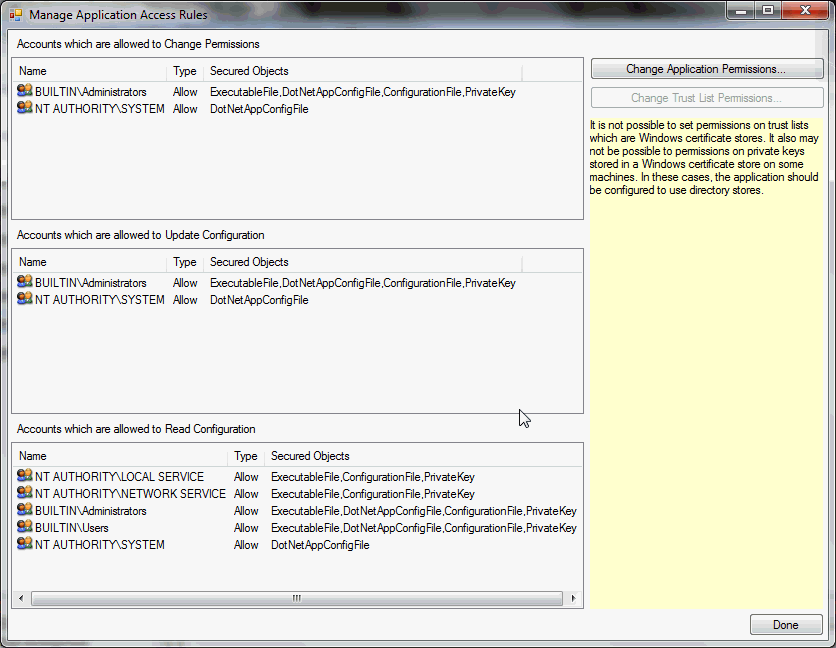 Manage Application Access Rules
Accounts which are allowed to Change Permissions
Name Type Secured Objects
BUILTIN\Administrators Allow ExecutableFile,DotNetAppConfigFile,ConfigurationFile,PrivateKey
NT AUTHORITY\SYSTEM Allow DotNetAppConfigFile
Accounts which are allowed to Update Configuration
Name Type Secured Objects
BUILTIN\Administrators Allow ExecutableFile,DotNetAppConfigFile,ConfigurationFile,PrivateKey
NT AUTHORITY\SYSTEM Allow DotNetAppConfigFile
Accounts which are allowed to Read Configuration
Name Type Secured Objects
NT AUTHORITY\LOCAL SERVICE Allow ExecutableFile,ConfigurationFile,PrivateKey
NT AUTHORITY\NETWORK SERVICE Allow ExecutableFile,ConfigurationFile,PrivateKey
BUILTIN\Administrators Allow ExecutableFile,DotNetAppConfigFile,ConfigurationFile,PrivateKey
BUILTIN\Users Allow ExecutableFile,DotNetAppConfigFile,ConfigurationFile,PrivateKey
NT AUTHORITY\SYSTEM Allow DotNetAppConfigFile
Change Application Permissions...
Change Trust List Permissions...
It is not possible to set permissions on trust lists
which are Windows certificate stores. It also may
not be possible to permissions on private keys
stored in a Windows certificate store on some
machines. In these cases, the application should
be configured to use directory stores.
Done